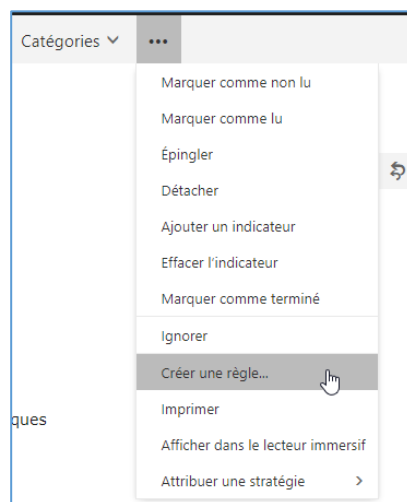 Catégories •••
Marquer comme non lu
Marquer comme lu
Épingler
Détacher
Ajouter un indicateur
Effacer l'indicateur
Marquer comme terminé
Ignorer
Créer une règle...
Imprimer
ques
Afficher dans le lecteur immersif
Attribuer une stratégie